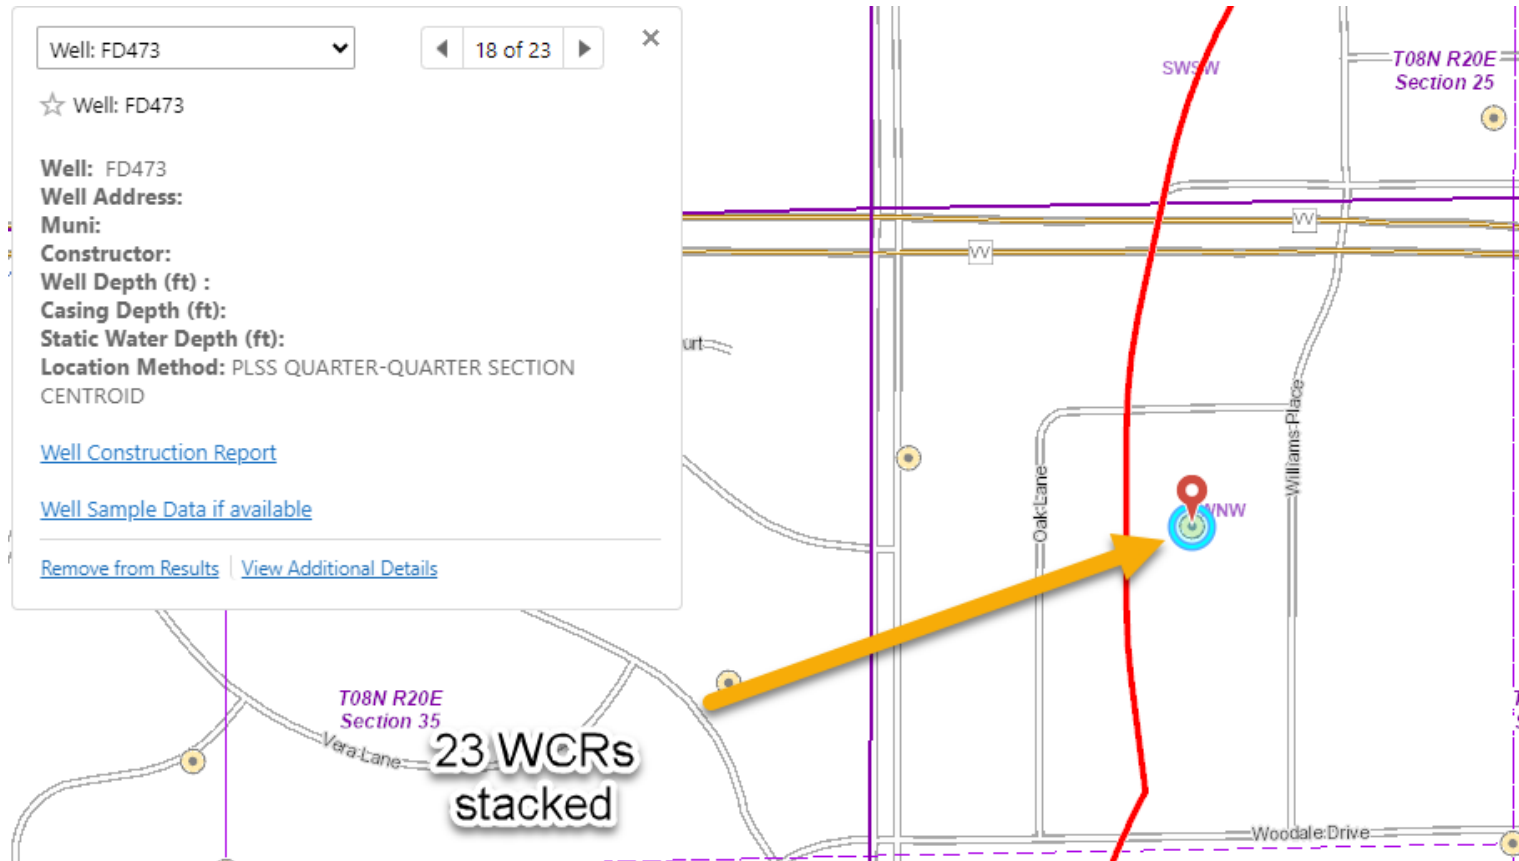 Well: FD473
18 of 23
Well: FD473
Well: FD473
Well Address:
Muni:
Constructor:
Well Depth (ft) :
Casing Depth (ft):
Static Water Depth (ft):
Location Method: PLSS QUARTER-QUARTER SECTION
CENTROID
Well Construction Report
Well Sample Data if available
Remove from Results
View Additional Details
SWSW
T08N R20E
Section 25
VV
VV
urt
Williams Place
Oak Lane
WNW
T08N R20E
Section 35
Vera Lane
23 WCRs
stacked
Woodale Drive